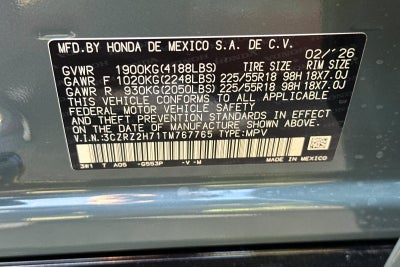 MFD.BY HONDA DE MEXICO S.A. DE C.V.
02/'26
GVWR 1900KG(4188LBS) TIRE SIZE RIM SIZE
GAWR F 1020KG(2248LBS) 225/55R18 98H 18X7.0J
GAWR R 930KG(2050LBS) 225/55R18 98H 18X7.0J
THIS VEHICLE CONFORMS TO ALL APPLICABLE
FEDERAL MOTOR VEHICLE SAFETY
AND THEFT PREVENTION STANDARDS IN EFFECT
ON THE DATE OF MANUFACTURE SHOWN ABOVE.
V.I.N.:3CZRZ2H71TM767765 TYPE:MPV
3W1 T A05 -G553P -V -M MADE IN MEXICO